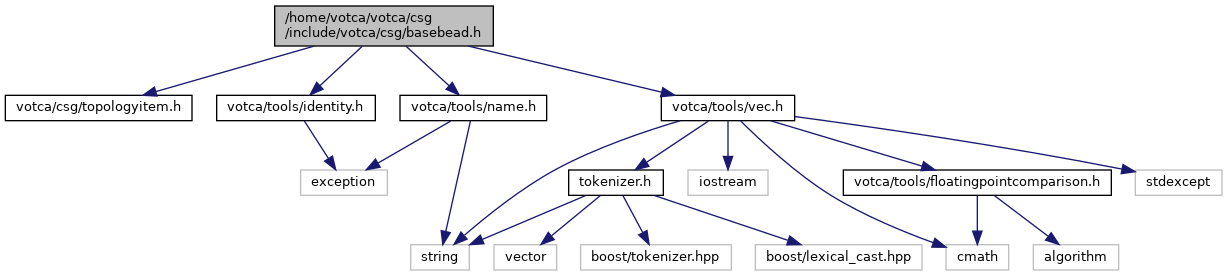 /home/votca/votca/csg
/include/votca/csg/basebead.h
votca/csg/topologyitem.h
votca/tools/identity.h
votca/tools/name.h
votca/tools/vec.h
exception
tokenizer.h
iostream
votca/tools/floatingpointcomparison.h
stdexcept
string
vector
boost/tokenizer.hpp
boost/lexical_cast.hpp
cmath
algorithm